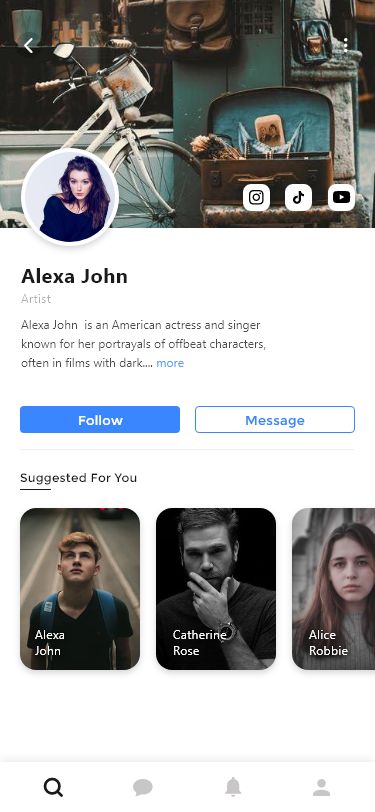 Alexa John
Artist
Alexa John is an American actress and singer
known for her portrayals of offbeat characters,
often in films with dark.... more
Follow
Message
Suggested For You
Alexa
John
Catherine
Rose
Alice
Robbie